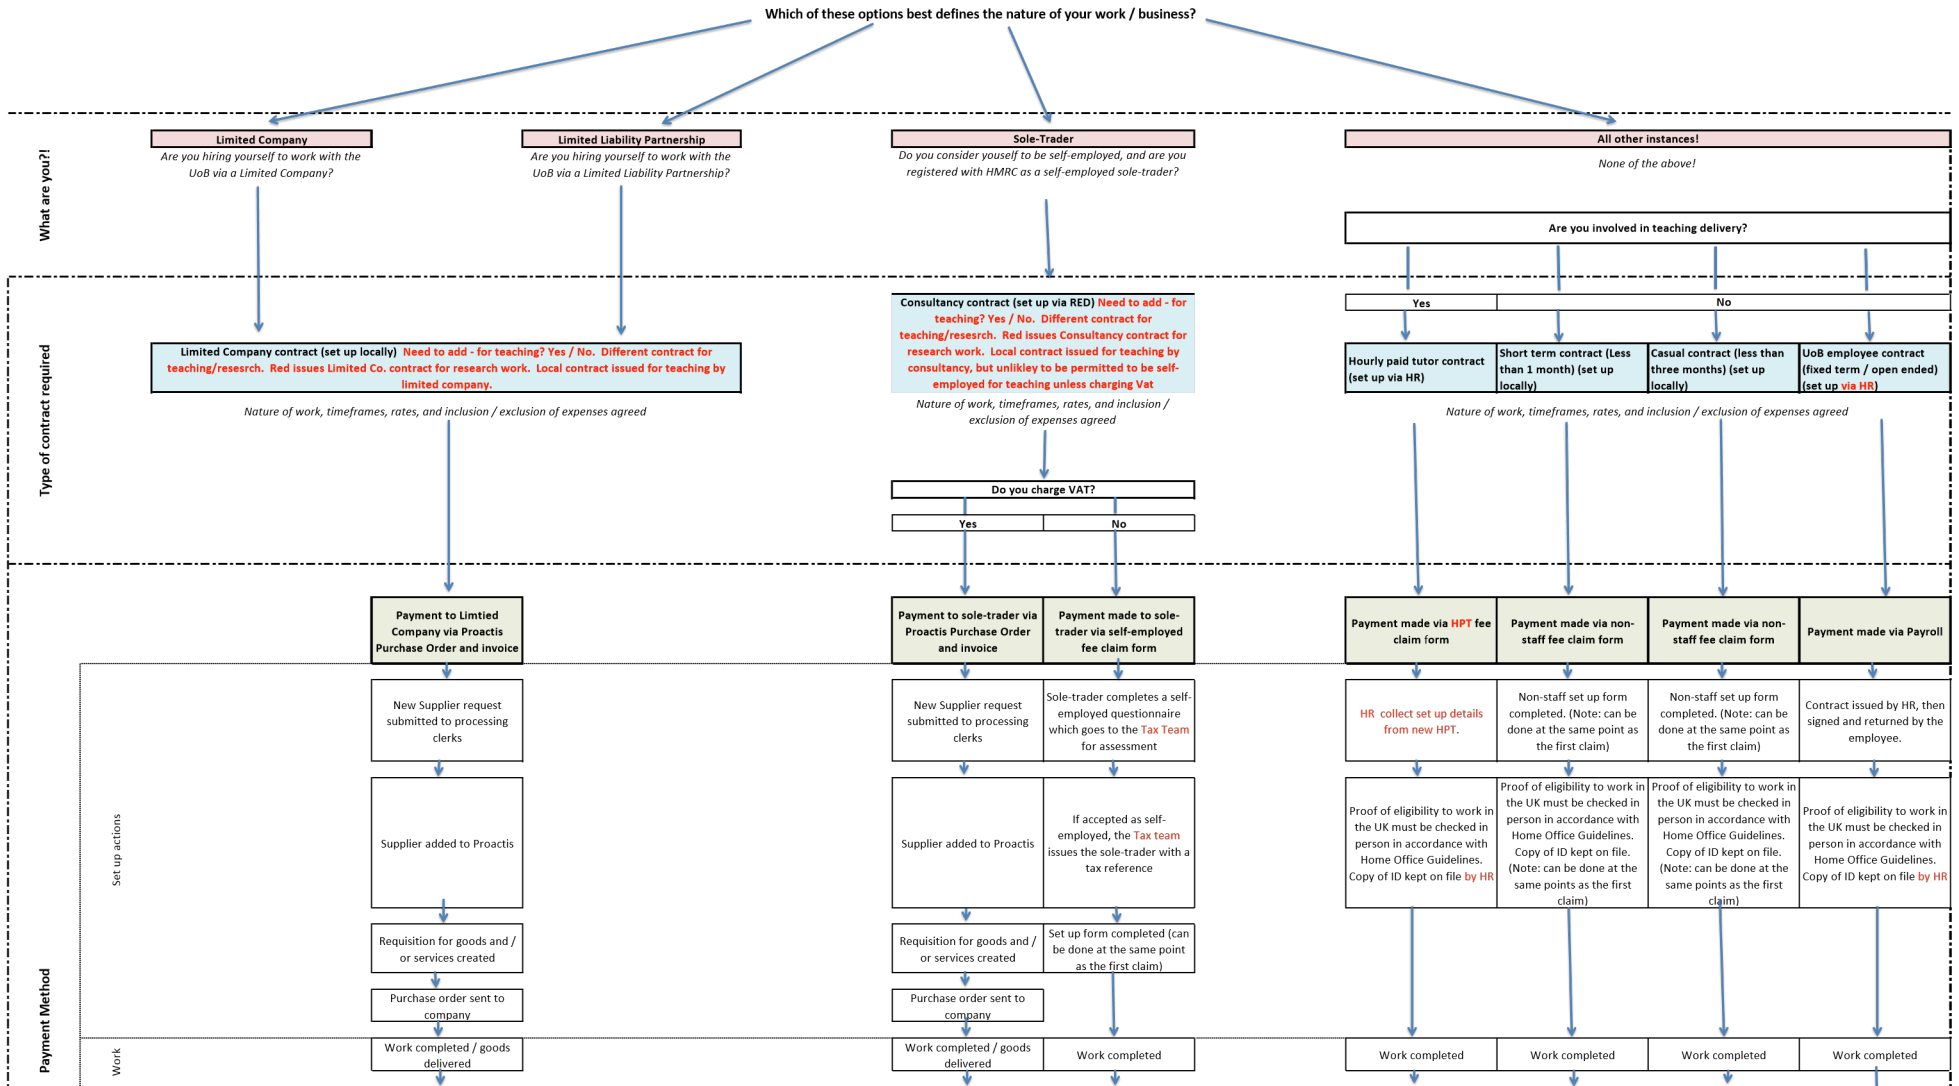 Which of these options best defines the nature of your work / business?
What are you?!
Limited Company
Are you hiring yourself to work with the
UoB via a Limited Company?
Limited Liability Partnership
Are you hiring yourself to work with the
UoB via a Limited Liability Partnership?
Sole-Trader
Do you consider youself to be self-employed, and are you
registered with HMRC as a self-employed sole-trader?
All other instances!
None of the above!
Are you involved in teaching delivery?
Yes
No
Type of contract required
Limited Company contract (set up locally) Need to add - for teaching? Yes / No. Different contract for
teaching/resesrch. Red issues Limited Co. contract for research work. Local contract issued for teaching by
limited company.
Nature of work, timeframes, rates, and inclusion / exclusion of expenses agreed
Consultancy contract (set up via RED) Need to add - for
teaching? Yes / No. Different contract for
teaching/resesrch. Red issues Consultancy contract for
research work. Local contract issued for teaching by
consultancy, but unlikley to be permitted to be self-
employed for teaching unless charging Vat
Nature of work, timeframes, rates, and inclusion /
exclusion of expenses agreed
Do you charge VAT?
Yes
No
Hourly paid tutor contract
(set up via HR)
Short term contract (Less
than 1 month) (set up
locally)
Casual contract (less than
three months) (set up
locally)
UoB employee contract
(fixed term / open ended)
(set up via HR)
Nature of work, timeframes, rates, and inclusion / exclusion of expenses agreed
Payment Method
Payment to Limtied
Company via Proactis
Purchase Order and invoice
Payment to sole-trader via
Proactis Purchase Order
and invoice
Payment made to sole-
trader via self-employed
fee claim form
Payment made via HPT fee
claim form
Payment made via non-
staff fee claim form
Payment made via non-
staff fee claim form
Payment made via Payroll
Set up actions
New Supplier request
submitted to processing
clerks
New Supplier request
submitted to processing
clerks
Sole-trader completes a self-
employed questionnaire
which goes to the Tax Team
for assessment
HR collect set up details
from new HPT.
Non-staff set up form
completed. (Note: can be
done at the same point as
the first claim)
Non-staff set up form
completed. (Note: can be
done at the same point as
the first claim)
Contract issued by HR, then
signed and returned by the
employee.
Supplier added to Proactis
Supplier added to Proactis
If accepted as self-
employed, the Tax team
issues the sole-trader with a
tax reference
Proof of eligibility to work in
the UK must be checked in
person in accordance with
Home Office Guidelines.
Copy of ID kept on file by HR
Proof of eligibility to work in
the UK must be checked in
person in accordance with
Home Office Guidelines.
Copy of ID kept on file.
(Note: can be done at the
same points as the first
claim)
Proof of eligibility to work in
the UK must be checked in
person in accordance with
Home Office Guidelines.
Copy of ID kept on file.
(Note: can be done at the
same points as the first
claim)
Proof of eligibility to work in
the UK must be checked in
person in accordance with
Home Office Guidelines.
Copy of ID kept on file by HR
Requisition for goods and /
or services created
Requisition for goods and /
or services created
Set up form completed (can
be done at the same point
as the first claim)
Purchase order sent to
company
Purchase order sent to
company
Work
Work completed / goods
delivered
Work completed / goods
delivered
Work completed
Work completed
Work completed
Work completed
Work completed